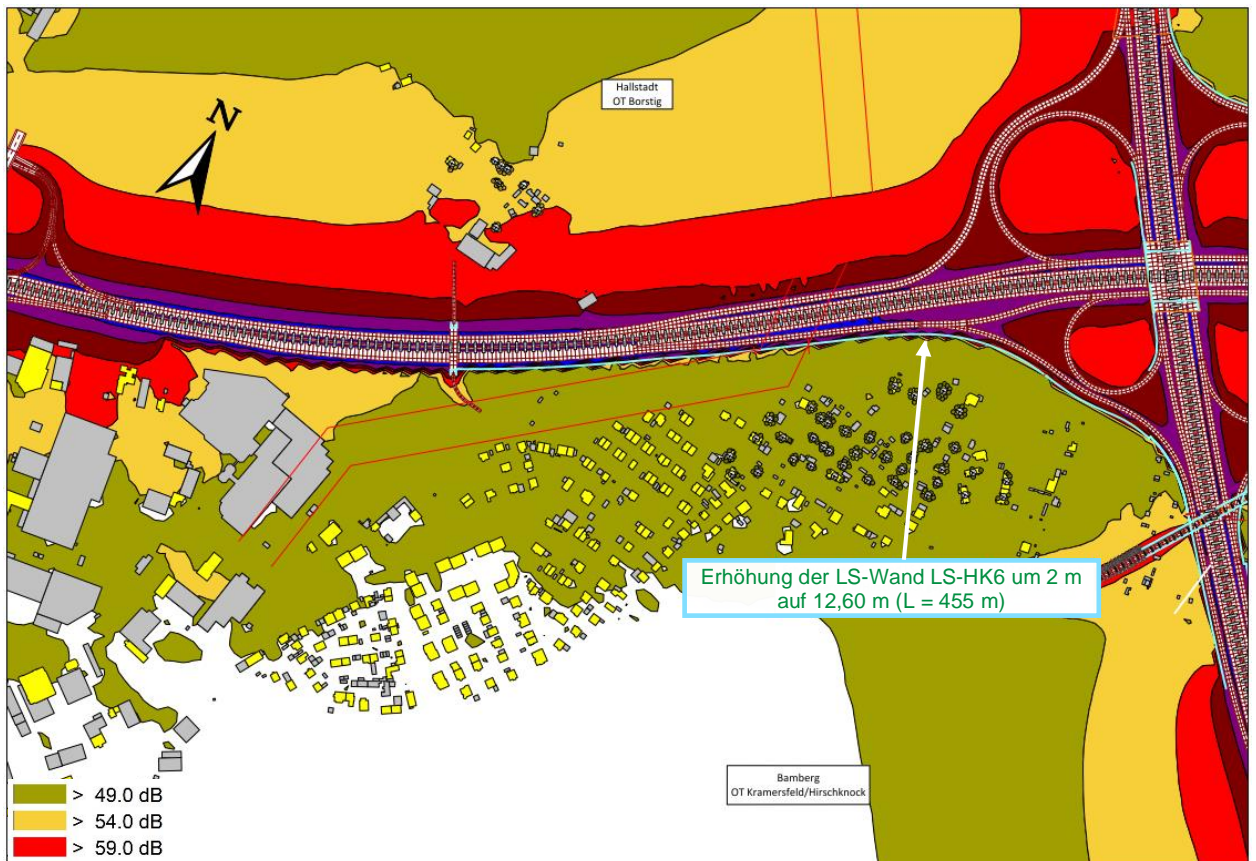 Hallstadt
OT Borstig
N
Erhöhung der LS-Wand LS-HK6 um 2 m
auf 12,60 m (L = 455 m)
Bamberg
OT Kramersfeld/Hirschknock
> 49.0 dB
> 54.0 dB
> 59.0 dB